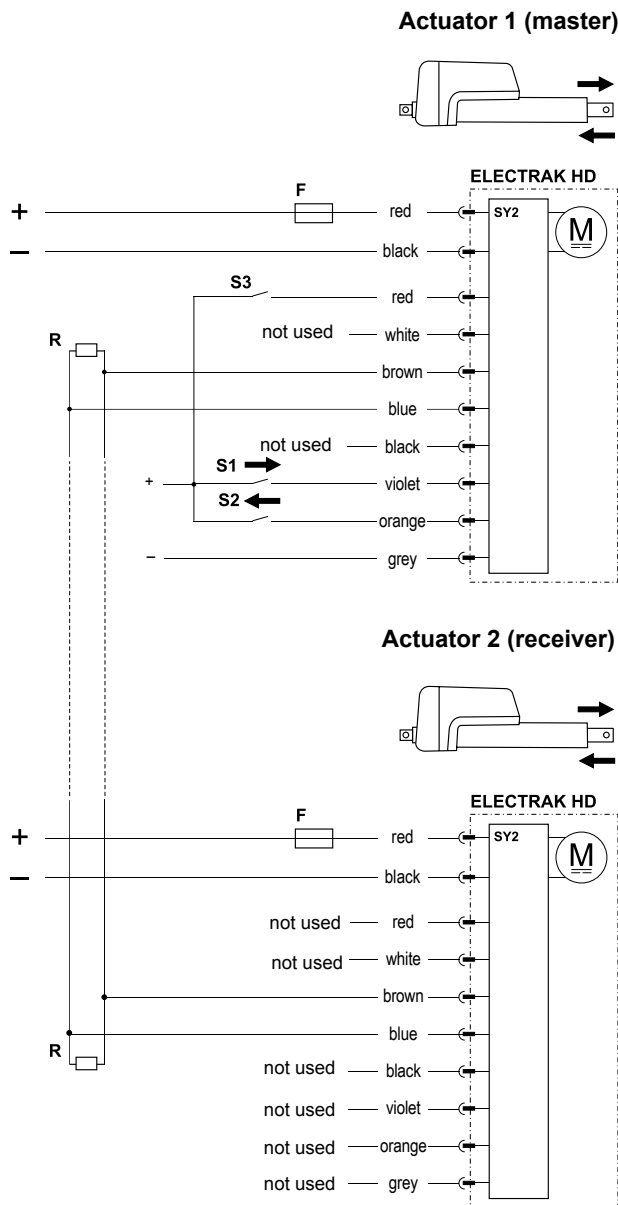 Actuator 1 (master)
ELECTRAK HD
F
+ red SY2 M
– black
S3 red
R not used white
brown
blue
not used black
S1
+ violet
S2
orange
– grey
Actuator 2 (receiver)
ELECTRAK HD
F
+ red SY2 M
– black
not used red
not used white
brown
blue
R
not used black
not used violet
not used orange
not used grey